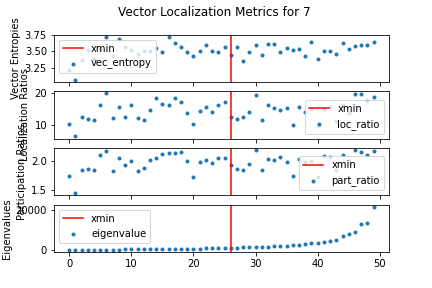 Vector Localization Metrics for 7
Vector Entropies
3.75
3.50
3.25
xmin
vec_entropy
Localization Ratios
20
10
xmin
loc_ratio
Participation Ratios
2.0
1.5
xmin
part_ratio
Eigenvalues
20000
0
xmin
eigenvalue
0
10
20
30
40
50